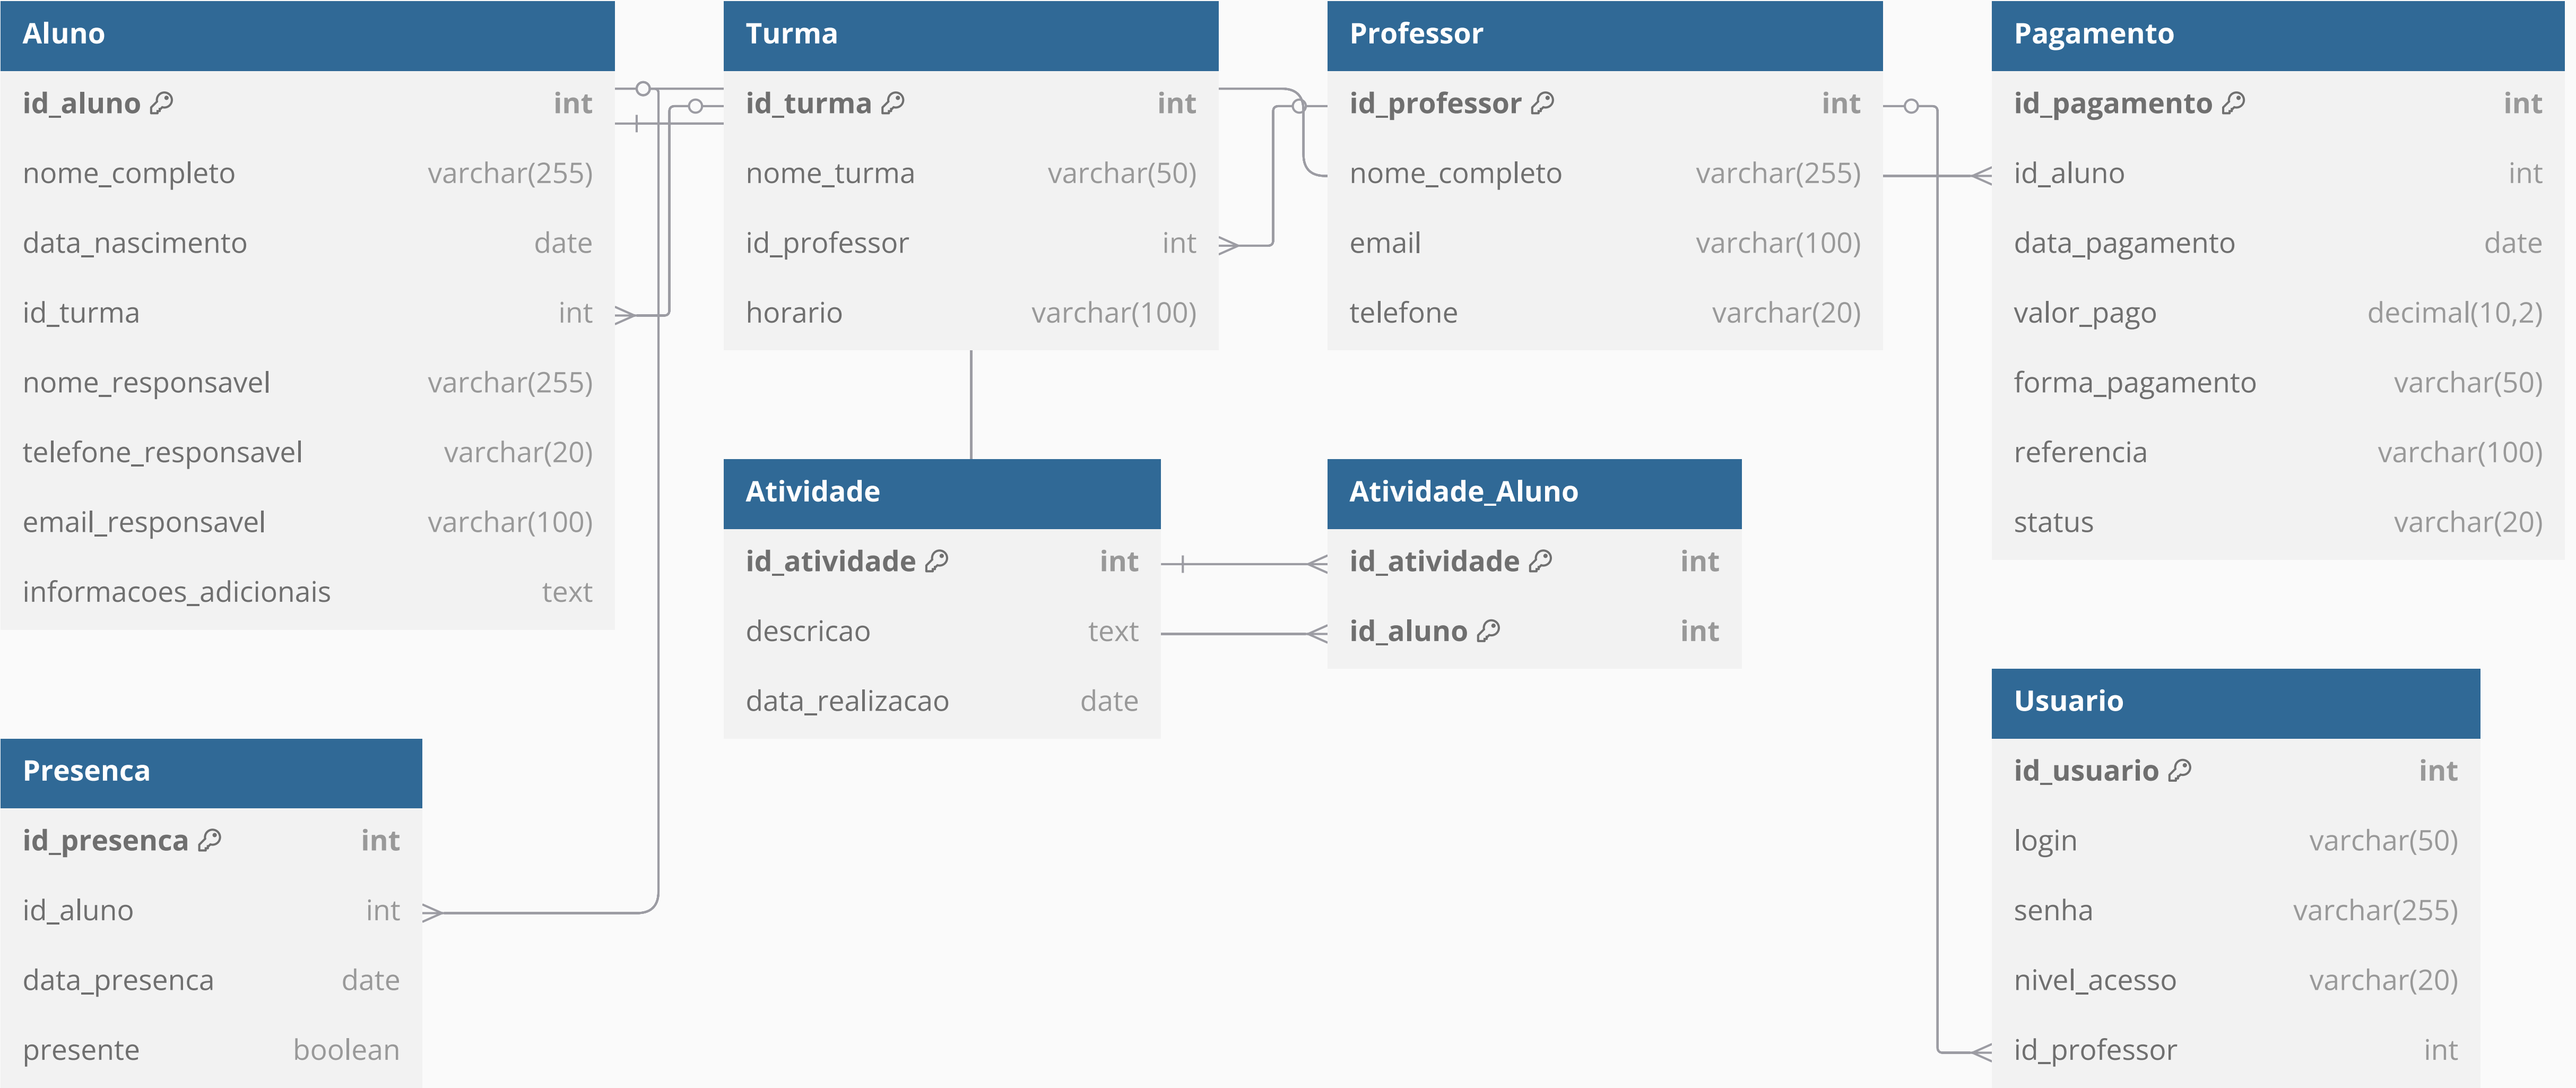 Aluno
id_aluno int
nome_completo varchar(255)
data_nascimento date
id_turma int
nome_responsavel varchar(255)
telefone_responsavel varchar(20)
email_responsavel varchar(100)
informacoes_adicionais text
Turma
id_turma int
nome_turma varchar(50)
id_professor int
horario varchar(100)
Professor
id_professor int
nome_completo varchar(255)
email varchar(100)
telefone varchar(20)
Pagamento
id_pagamento int
id_aluno int
data_pagamento date
valor_pago decimal(10,2)
forma_pagamento varchar(50)
referencia varchar(100)
status varchar(20)
Atividade
id_atividade int
descricao text
data_realizacao date
Atividade_Aluno
id_atividade int
id_aluno int
Presenca
id_presenca int
id_aluno int
data_presenca date
presente boolean
Usuario
id_usuario int
login varchar(50)
senha varchar(255)
nivel_acesso varchar(20)
id_professor int